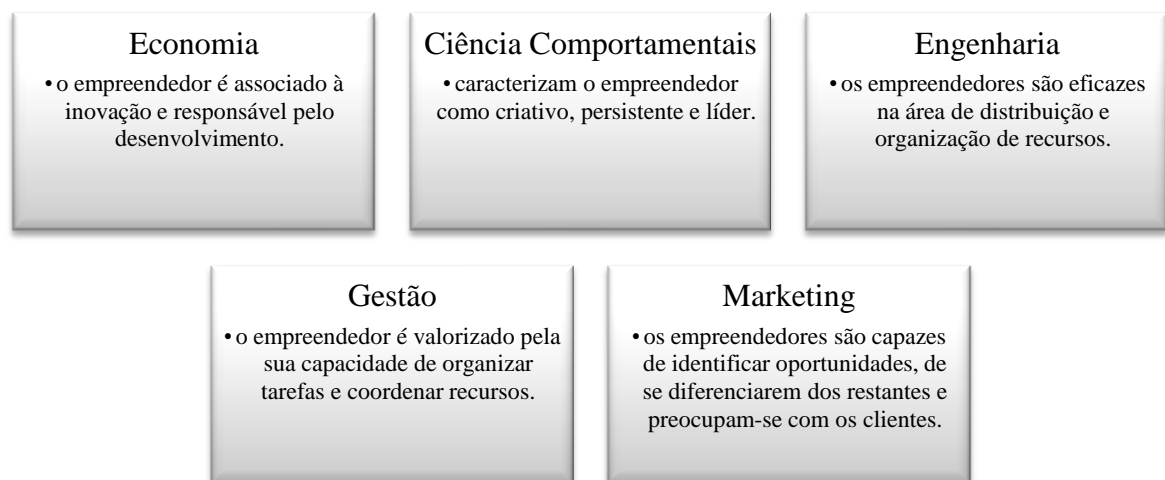 Economia
• o empreendedor é associado à
inovação e responsável pelo
desenvolvimento.
Ciência Comportamentais
• caracterizam o empreendedor
como criativo, persistente e líder.
Engenharia
• os empreendedores são eficazes
na área de distribuição e
organização de recursos.
Gestão
• o empreendedor é valorizado pela
sua capacidade de organizar
tarefas e coordenar recursos.
Marketing
• os empreendedores são capazes
de identificar oportunidades, de
se diferenciarem dos restantes e
preocupam-se com os clientes.